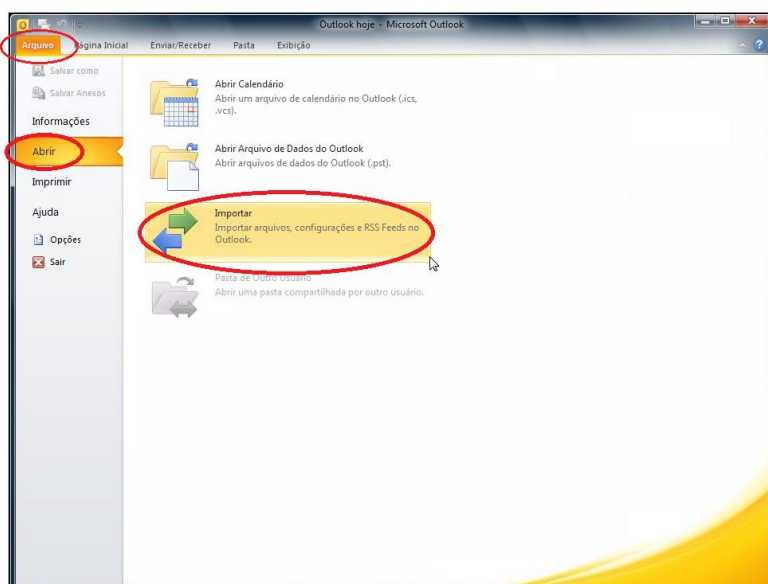 Outlook hoje - Microsoft Outlook
Arquivo Página Inicial Enviar/Receber Pasta Exibição
Salvar como
Salvar Anexos
Informações
Abrir
Imprimir
Ajuda
Opções
Sair
Abrir Calendário
Abrir um arquivo de calendário no Outlook (.ics,
.vcs).
Abrir Arquivo de Dados do Outlook
Abrir arquivos de dados do Outlook (.pst).
Importar
Importar arquivos, configurações e RSS Feeds no
Outlook.
Pasta de Outro Usuário
Abrir uma pasta compartilhada por outro usuário.